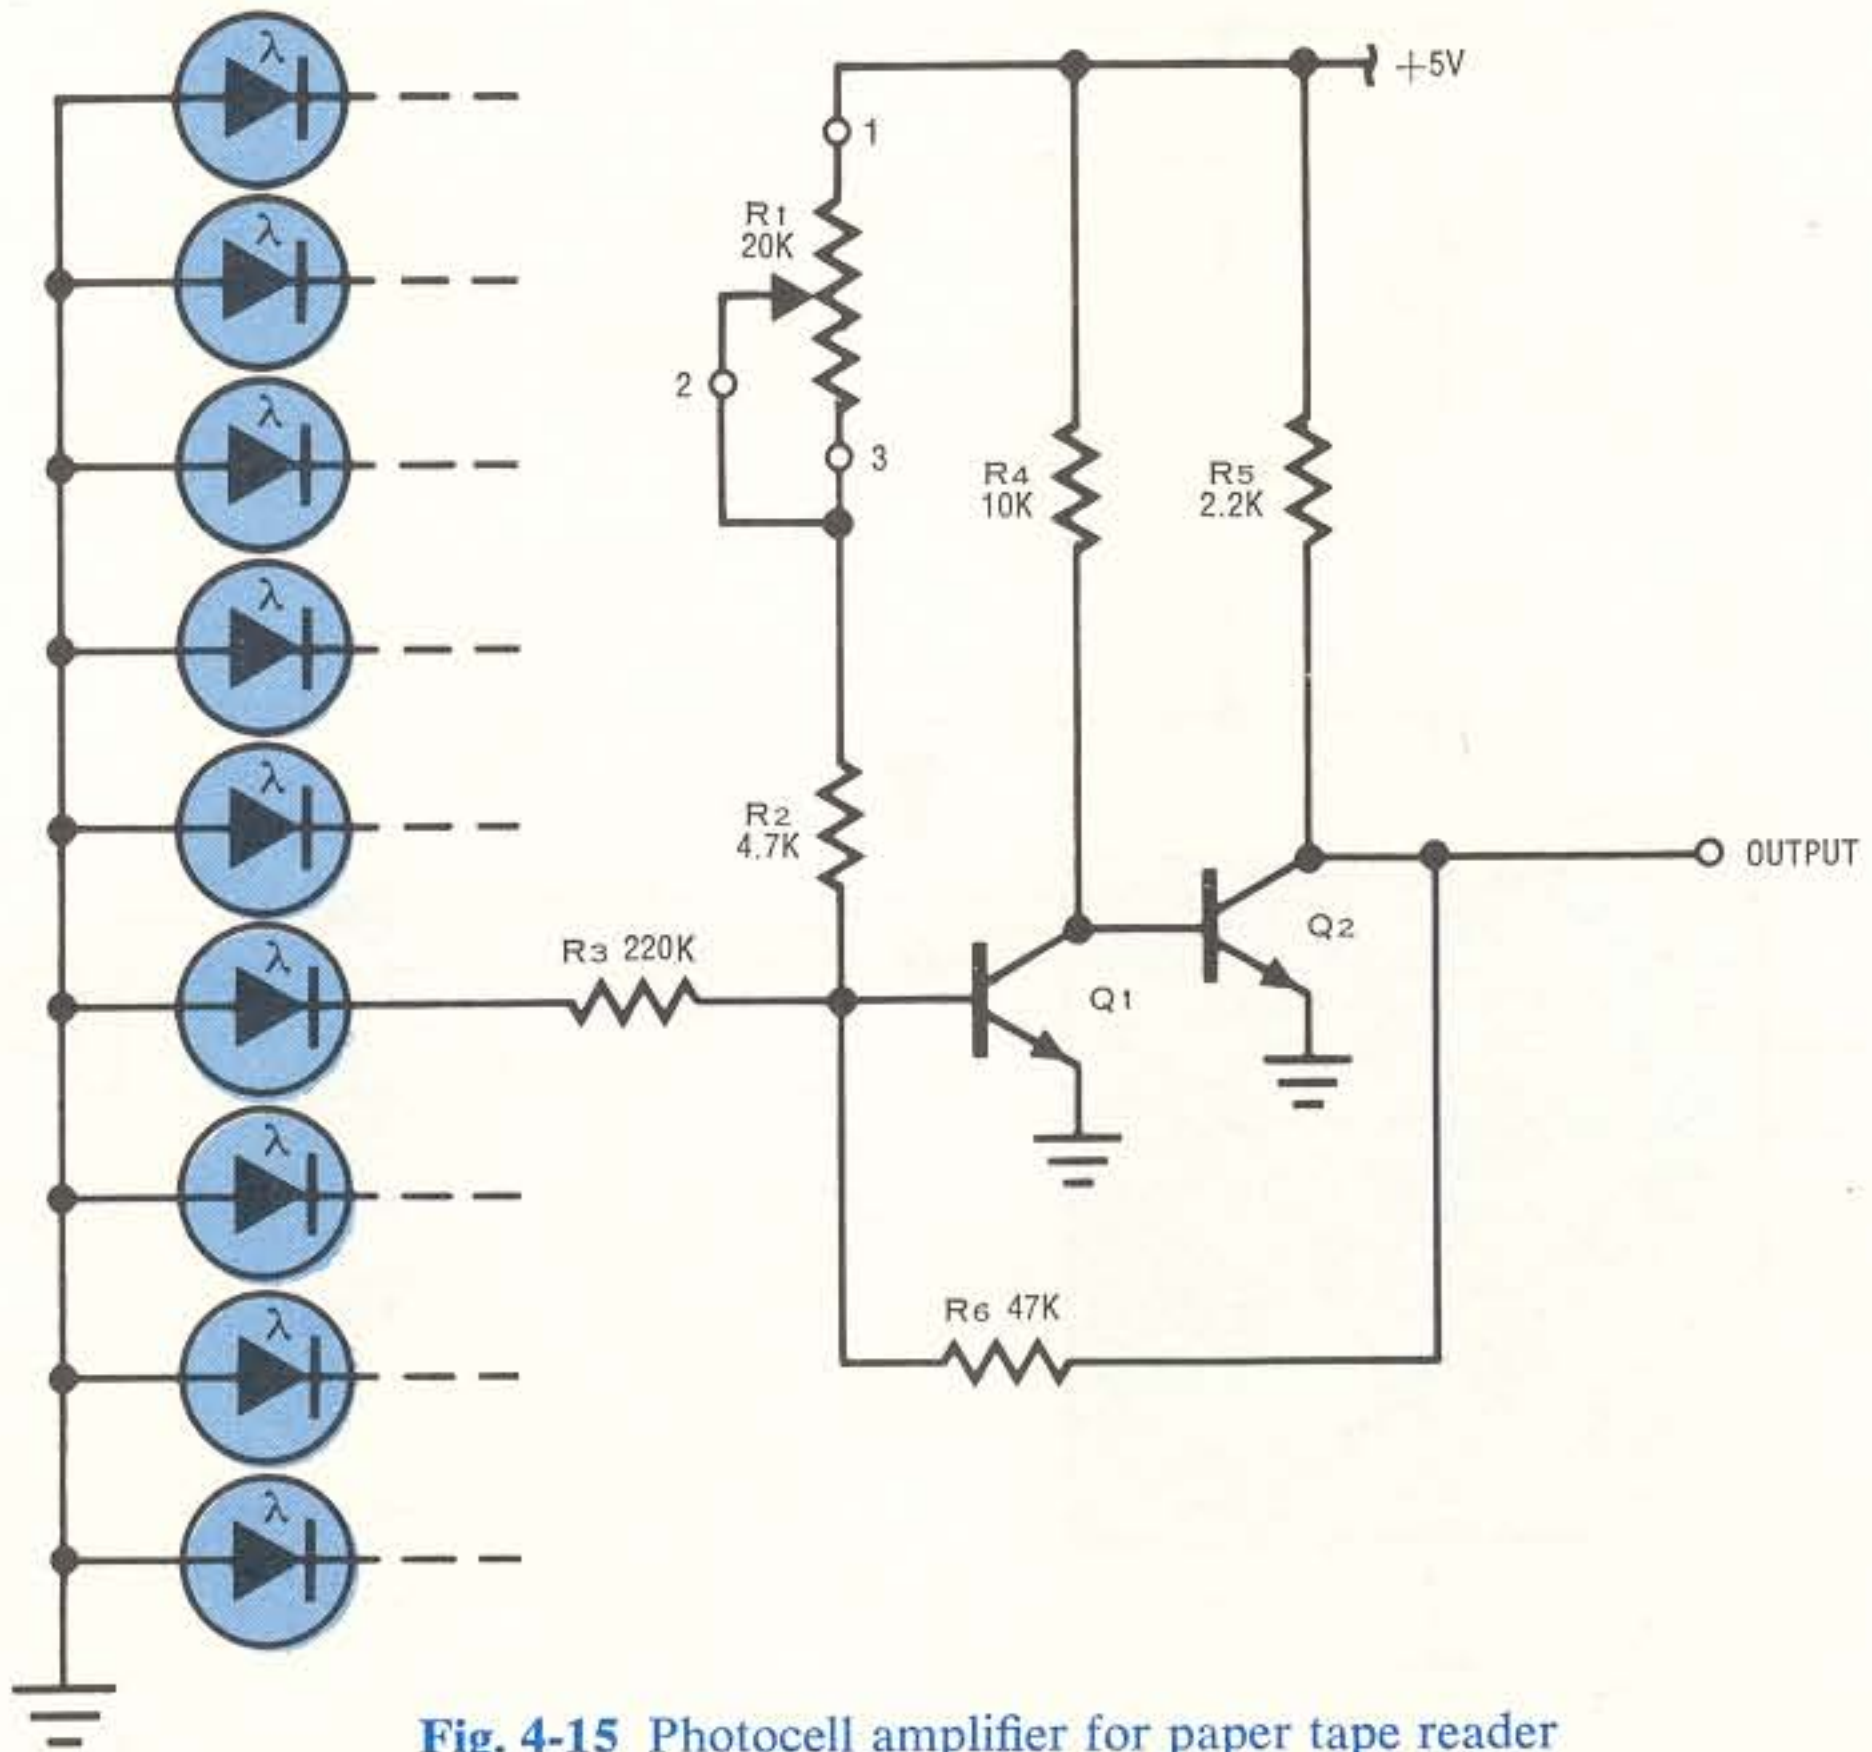 λ
λ
λ
λ
λ
λ
λ
λ
λ
+5V
1
R1
20K
2
3
R4
10K
R5
2.2K
R2
4.7K
OUTPUT
Q2
R3 220K
Q1
R6 47K
Fig. 4-15 Photocell amplifier for paper tape reader